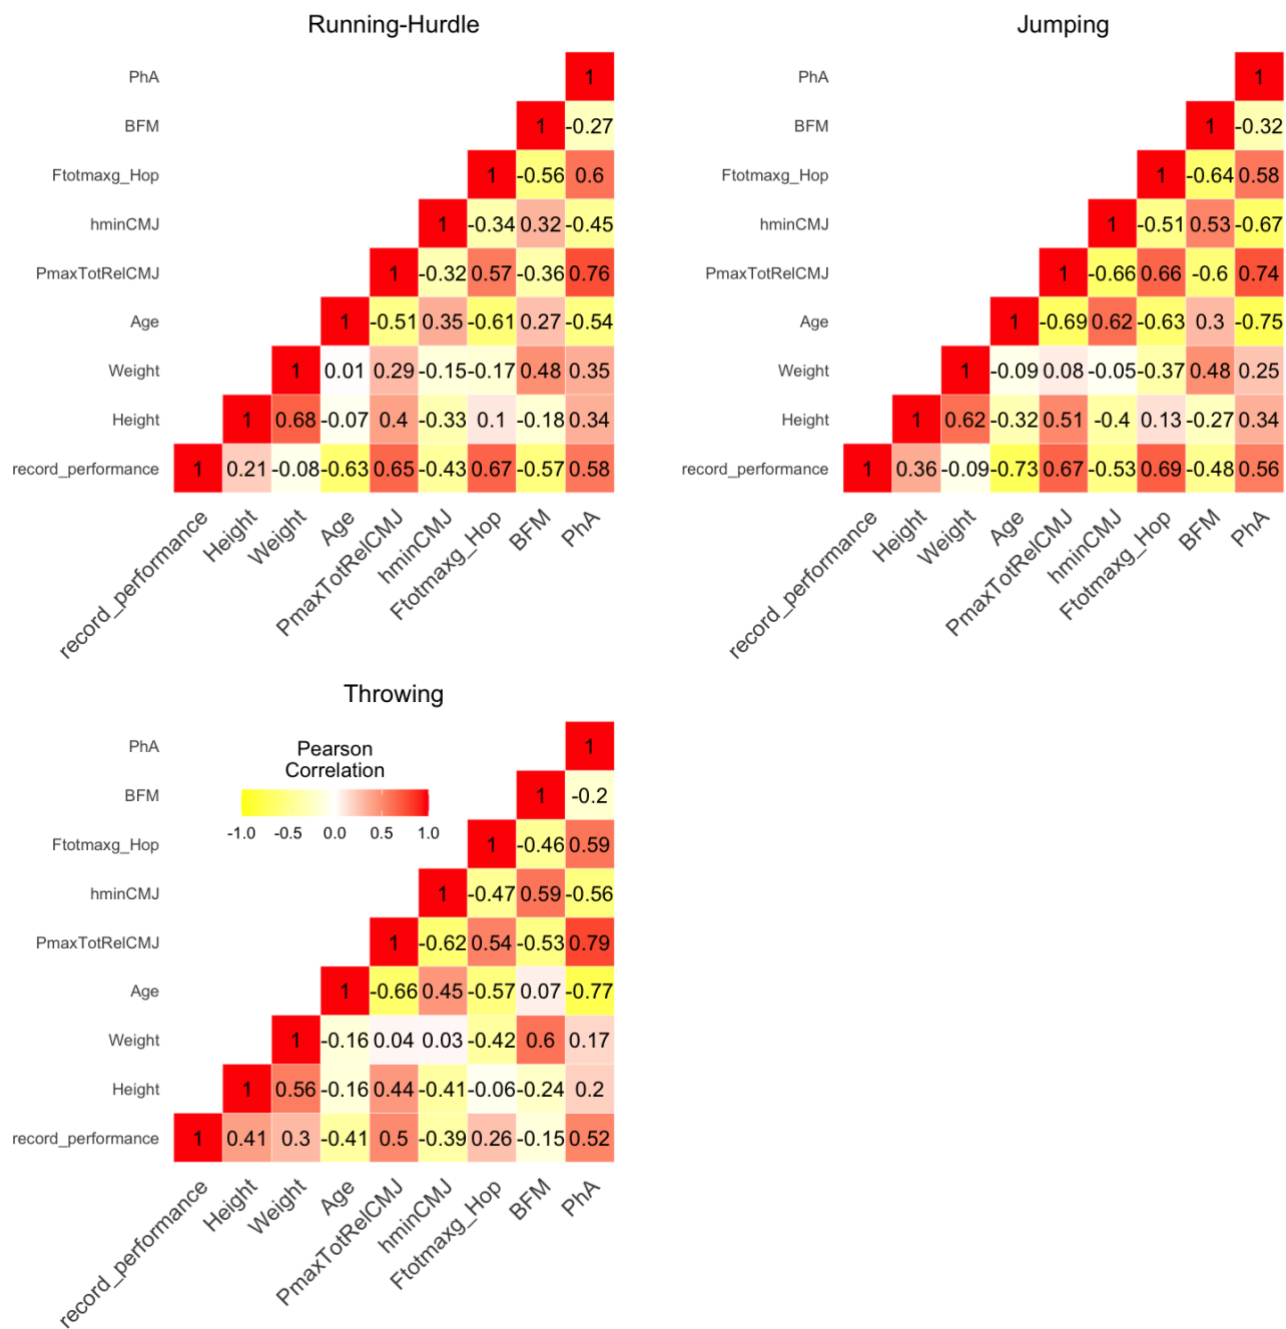 Running-Hurdle
PhA 1
BFM 1 -0.27
Ftotmaxg_Hop 1 -0.56 0.6
hminCMJ 1 -0.34 0.32 -0.45
PmaxTotRelCMJ 1 -0.32 0.57 -0.36 0.76
Age 1 -0.51 0.35 -0.61 0.27 -0.54
Weight 1 0.01 0.29 -0.15 -0.17 0.48 0.35
Height 1 0.68 -0.07 0.4 -0.33 0.1 -0.18 0.34
record_performance 1 0.21 -0.08 -0.63 0.65 -0.43 0.67 -0.57 0.58
record_performance
Height
Weight
Age
PmaxTotRelCMJ
hminCMJ
Ftotmaxg_Hop
BFM
PhA
Jumping
PhA 1
BFM 1 -0.32
Ftotmaxg_Hop 1 -0.64 0.58
hminCMJ 1 -0.51 0.53 -0.67
PmaxTotRelCMJ 1 -0.66 0.66 -0.6 0.74
Age 1 -0.69 0.62 -0.63 0.3 -0.75
Weight 1 -0.09 0.08 -0.05 -0.37 0.48 0.25
Height 1 0.62 -0.32 0.51 -0.4 0.13 -0.27 0.34
record_performance 1 0.36 -0.09 -0.73 0.67 -0.53 0.69 -0.48 0.56
record_performance
Height
Weight
Age
PmaxTotRelCMJ
hminCMJ
Ftotmaxg_Hop
BFM
PhA
Throwing
Pearson
Correlation
-1.0 -0.5 0.0 0.5 1.0
PhA 1
BFM 1 -0.2
Ftotmaxg_Hop 1 -0.46 0.59
hminCMJ 1 -0.47 0.59 -0.56
PmaxTotRelCMJ 1 -0.62 0.54 -0.53 0.79
Age 1 -0.66 0.45 -0.57 0.07 -0.77
Weight 1 -0.16 0.04 0.03 -0.42 0.6 0.17
Height 1 0.56 -0.16 0.44 -0.41 -0.06 -0.24 0.2
record_performance 1 0.41 0.3 -0.41 0.5 -0.39 0.26 -0.15 0.52
record_performance
Height
Weight
Age
PmaxTotRelCMJ
hminCMJ
Ftotmaxg_Hop
BFM
PhA